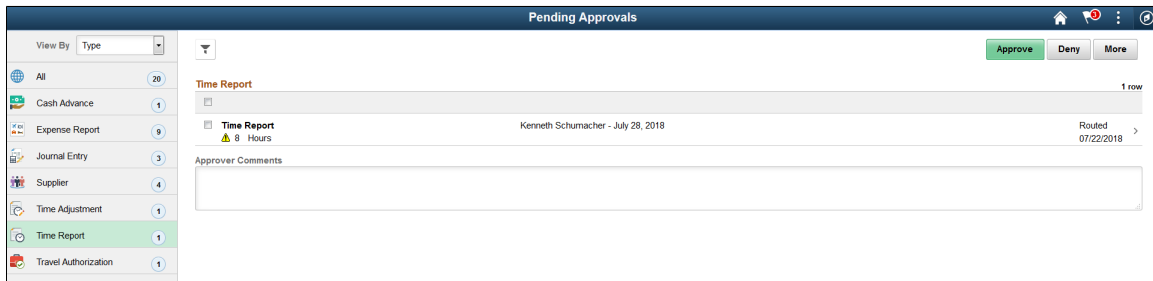 Pending Approvals
3
View By Type
All 20
Cash Advance 1
Expense Report 9
Journal Entry 3
Supplier 4
Time Adjustment 1
Time Report 1
Travel Authorization 1
Approve Deny More
Time Report
1 row
Time Report Kenneth Schumacher - July 28, 2018 Routed
8 Hours 07/22/2018
Approver Comments